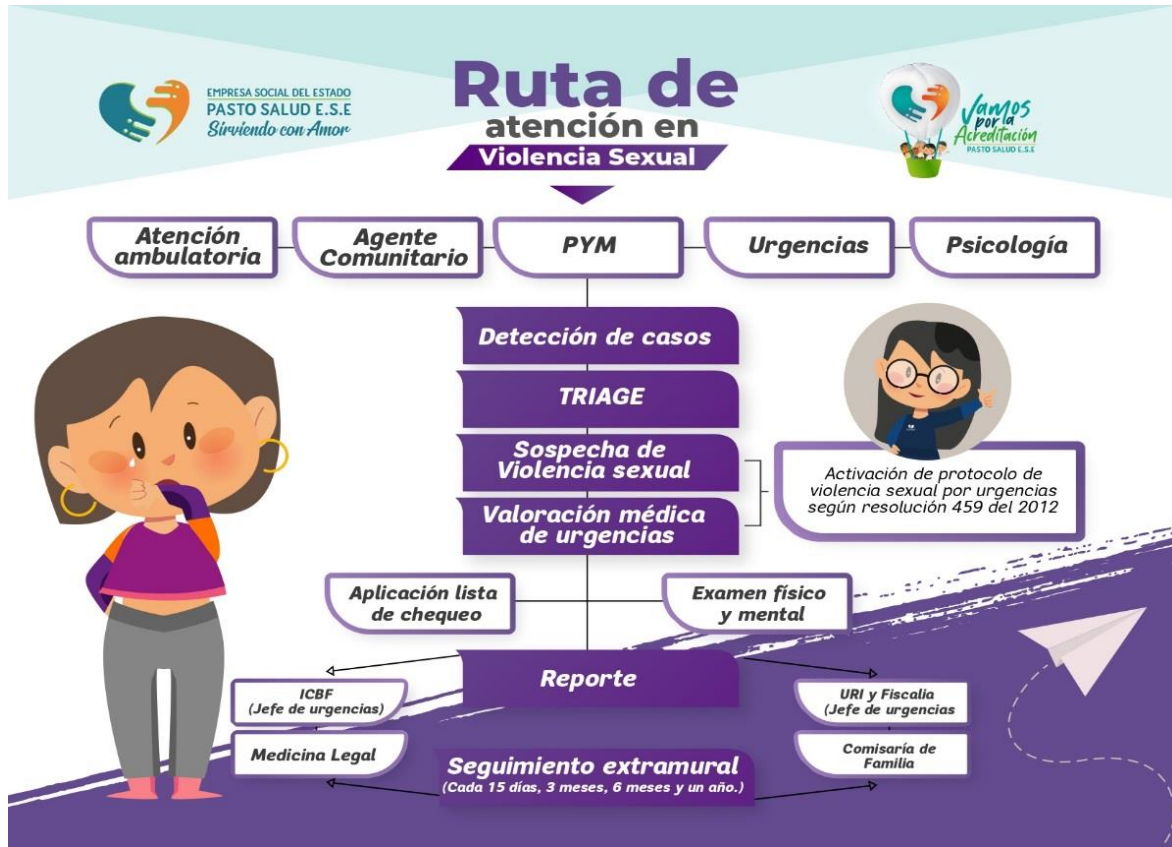 EMPRESA SOCIAL DEL ESTADO
PASTO SALUD E.S.E
Sirviendo con Amor
Ruta de
atención en
Violencia Sexual
Vamos
por la
Acreditación
PASTO SALUD E.S.E
Atención
ambulatoria
Agente
Comunitario
PYM
Urgencias
Psicología
Detección de casos
TRIAGE
Sospecha de
Violencia sexual
Valoración médica
de urgencias
Activación de protocolo de
violencia sexual por urgencias
según resolución 459 del 2012
Aplicación lista
de chequeo
Examen físico
y mental
Reporte
ICBF
(Jefe de urgencias)
URI y Fiscalia
(Jefe de urgencias
Medicina Legal
Comisaría de
Familia
Seguimiento extramural
(Cada 15 días, 3 meses, 6 meses y un año.)